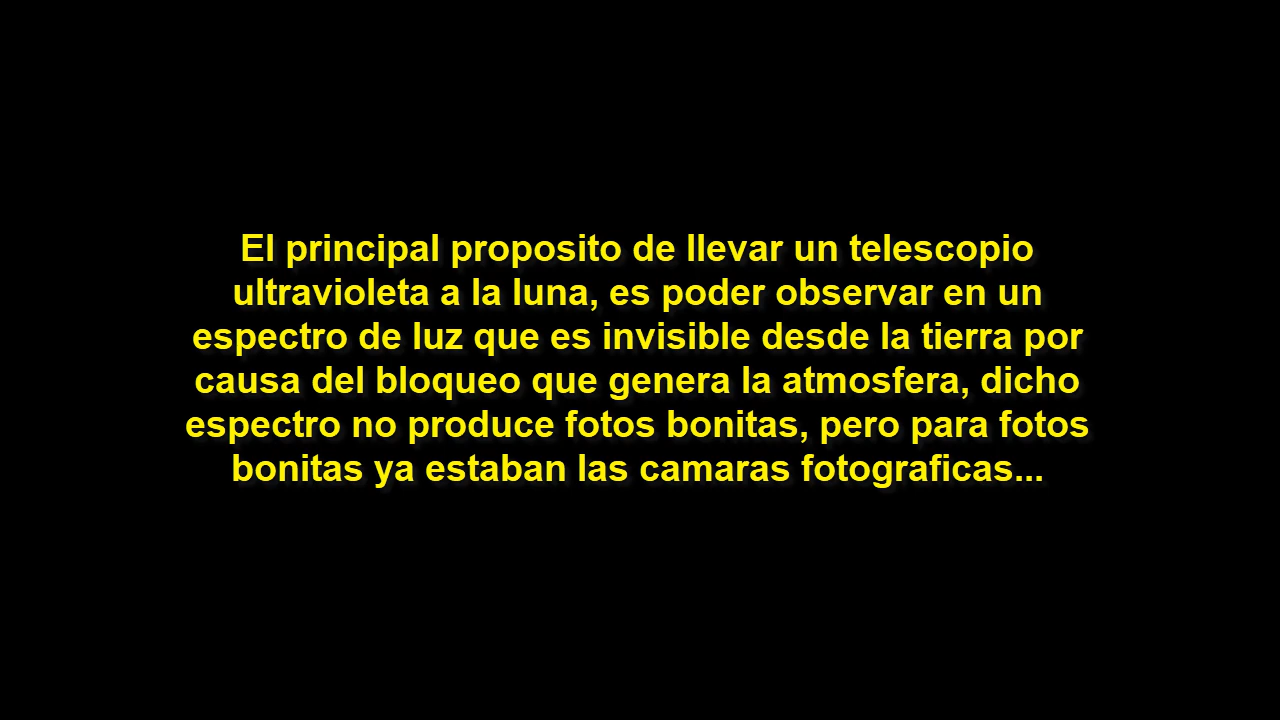 El principal proposito de llevar un telescopio
ultravioleta a la luna, es poder observar en un
espectro de luz que es invisible desde la tierra por
causa del bloqueo que genera la atmosfera, dicho
espectro no produce fotos bonitas, pero para fotos
bonitas ya estaban las camaras fotograficas...